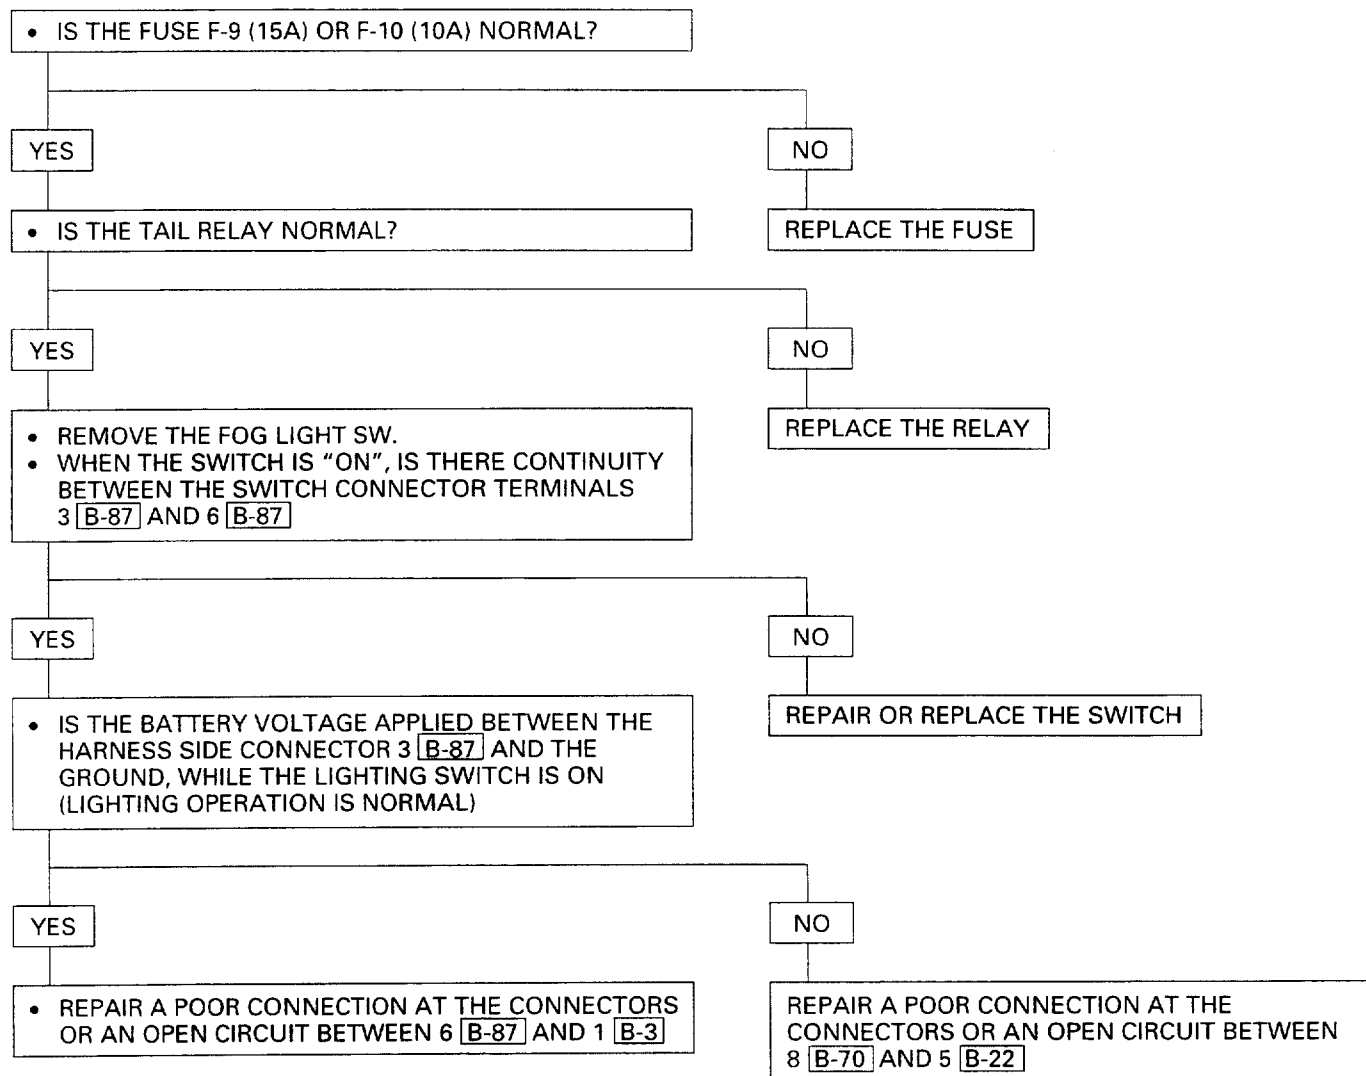 • IS THE FUSE F-9 (15A) OR F-10 (10A) NORMAL?
YES
NO
• IS THE TAIL RELAY NORMAL?
REPLACE THE FUSE
YES
NO
• REMOVE THE FOG LIGHT SW.
• WHEN THE SWITCH IS "ON", IS THERE CONTINUITY
BETWEEN THE SWITCH CONNECTOR TERMINALS
3 B-87 AND 6 B-87
REPLACE THE RELAY
YES
NO
• IS THE BATTERY VOLTAGE APPLIED BETWEEN THE
HARNESS SIDE CONNECTOR 3 B-87 AND THE
GROUND, WHILE THE LIGHTING SWITCH IS ON
(LIGHTING OPERATION IS NORMAL)
REPAIR OR REPLACE THE SWITCH
YES
NO
• REPAIR A POOR CONNECTION AT THE CONNECTORS
OR AN OPEN CIRCUIT BETWEEN 6 B-87 AND 1 B-3
REPAIR A POOR CONNECTION AT THE
CONNECTORS OR AN OPEN CIRCUIT BETWEEN
8 B-70 AND 5 B-22